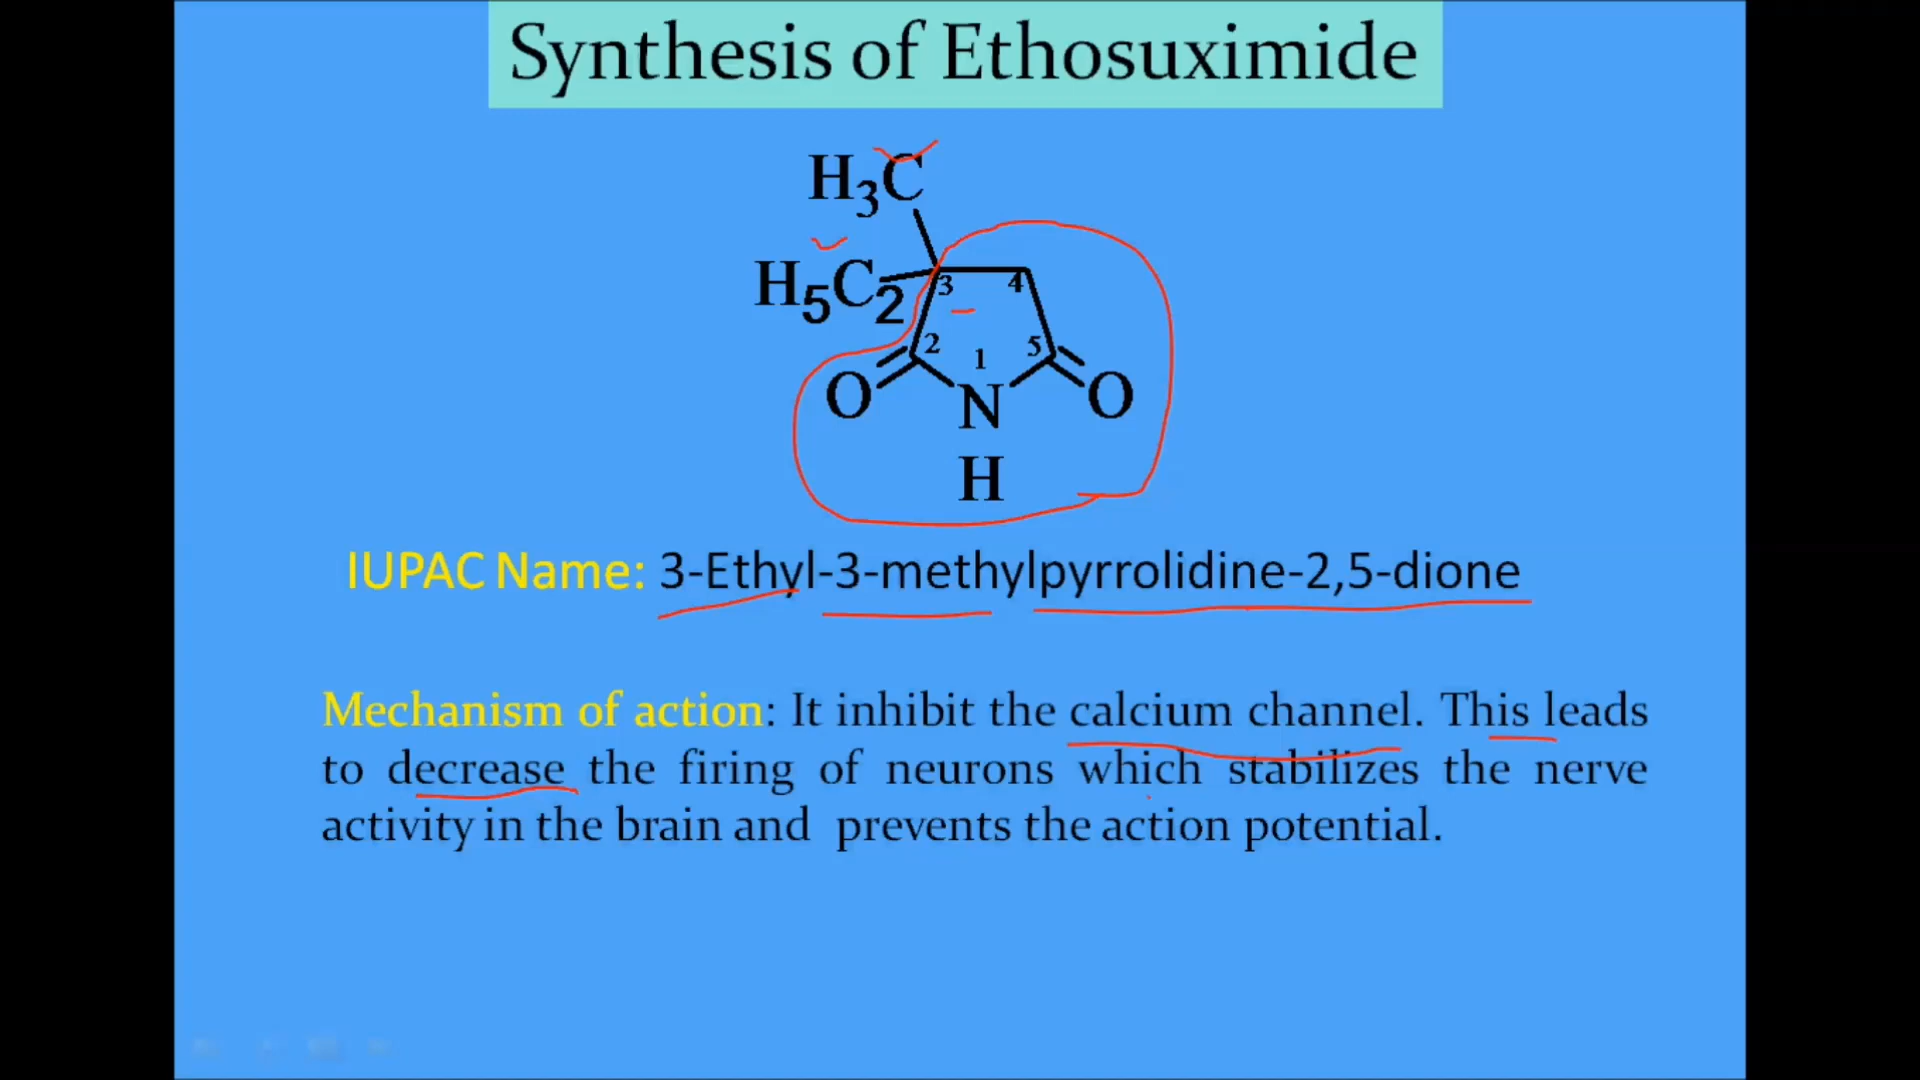 Synthesis of Ethosuximide
H₃C
H₅C₂
3 4
2 1 5
O N O
H
IUPAC Name: 3-Ethyl-3-methylpyrrolidine-2,5-dione
Mechanism of action: It inhibit the calcium channel. This leads
to decrease the firing of neurons which stabilizes the nerve
activity in the brain and prevents the action potential.